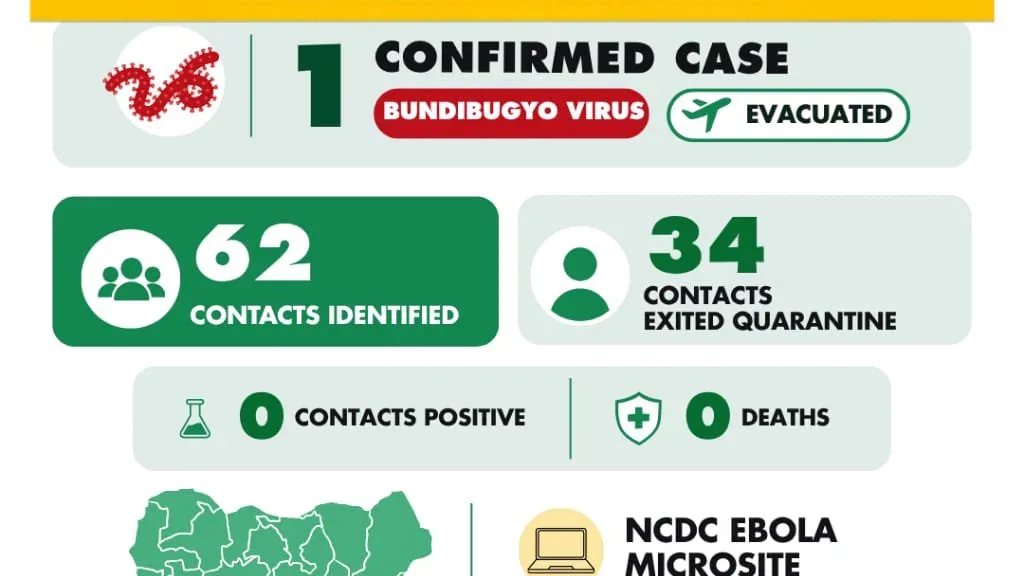 1 CONFIRMED CASE
BUNDIBUGYO VIRUS EVACUATED
62
CONTACTS IDENTIFIED
34
CONTACTS
EXITED QUARANTINE
0 CONTACTS POSITIVE
0 DEATHS
NCDC EBOLA
MICROSITE